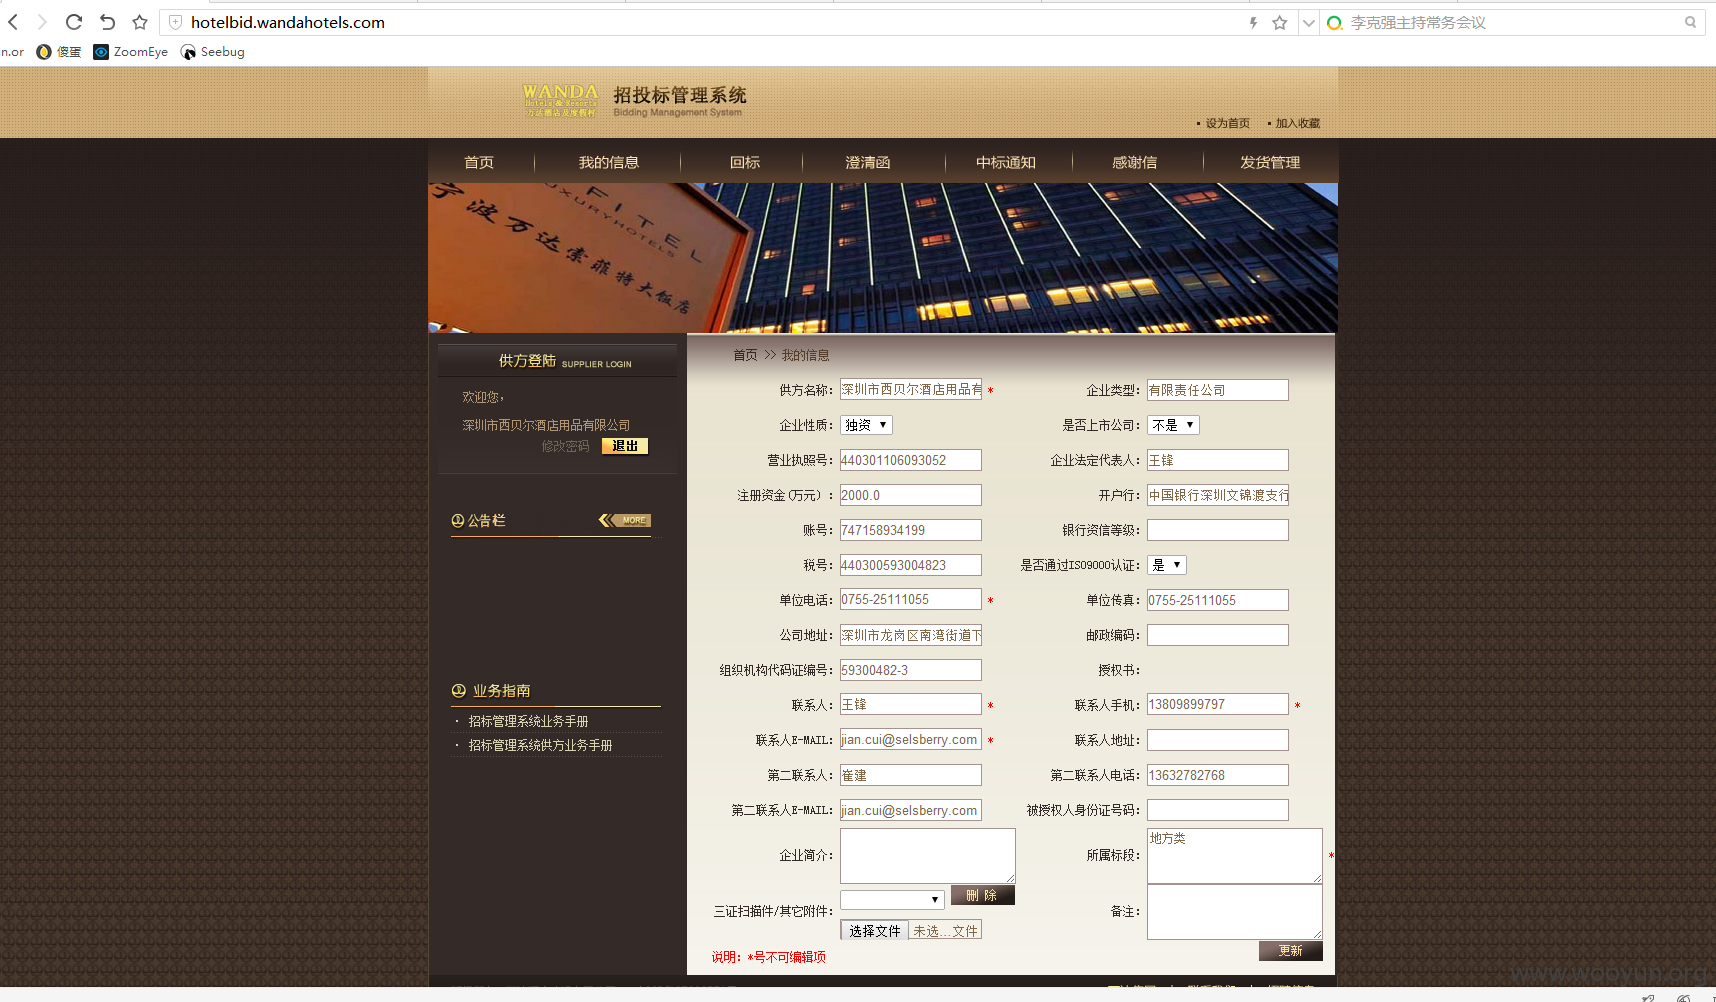 hotelbid.wandahotels.com
李克强主持常务会议
n.or 傻蛋 ZoomEye Seebug
WANDA
Hotels & Resorts
万达酒店及度假村
招投标管理系统
Bidding Management System
设为首页 加入收藏
首页 我的信息 回标 澄清函 中标通知 感谢信 发货管理
FITEL
LUXURY HOTELS
宁波万达索菲特大饭店
供方登陆 SUPPLIER LOGIN
欢迎您，
深圳市西贝尔酒店用品有限公司
修改密码 退出
公告栏 MORE
业务指南
· 招标管理系统业务手册
· 招标管理系统供方业务手册
首页 >> 我的信息
供方名称： 深圳市西贝尔酒店用品有 * 企业类型： 有限责任公司
企业性质： 独资 是否上市公司： 不是
营业执照号： 440301106093052 企业法定代表人： 王锋
注册资金(万元）： 2000.0 开户行： 中国银行深圳文锦渡支行
账号： 747158934199 银行资信等级：
税号： 440300593004823 是否通过ISO9000认证： 是
单位电话： 0755-25111055 * 单位传真： 0755-25111055
公司地址： 深圳市龙岗区南湾街道下 邮政编码：
组织机构代码证编号： 59300482-3 授权书：
联系人： 王锋 * 联系人手机： 13809899797 *
联系人E-MAIL： jian.cui@selsberry.com * 联系人地址：
第二联系人： 崔建 第二联系人电话： 13632782768
第二联系人E-MAIL： jian.cui@selsberry.com 被授权人身份证号码：
企业简介： 所属标段： 地方类 *
三证扫描件/其它附件： 删 除 备注：
选择文件 未选...文件
说明：*号不可编辑项 更新
www.wooyun.org